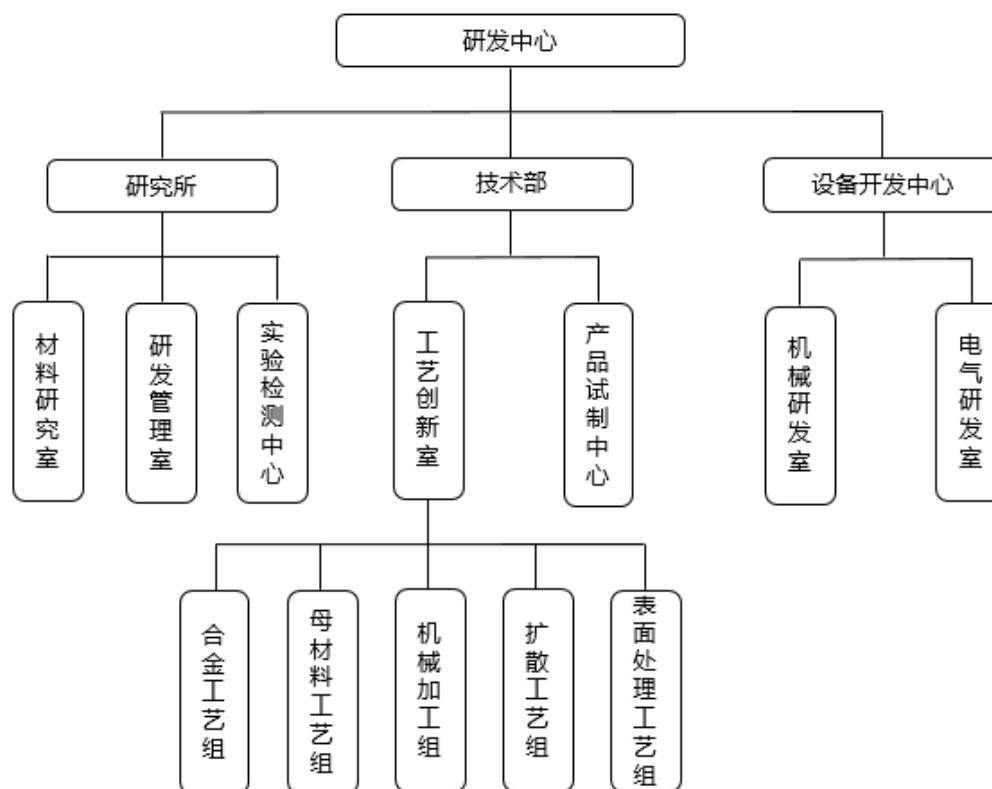 研发中心
研究所
技术部
设备开发中心
材料研究室
研发管理室
实验检测中心
工艺创新室
产品试制中心
机械研发室
电气研发室
合金工艺组
母材料工艺组
机械加工组
扩散工艺组
表面处理工艺组